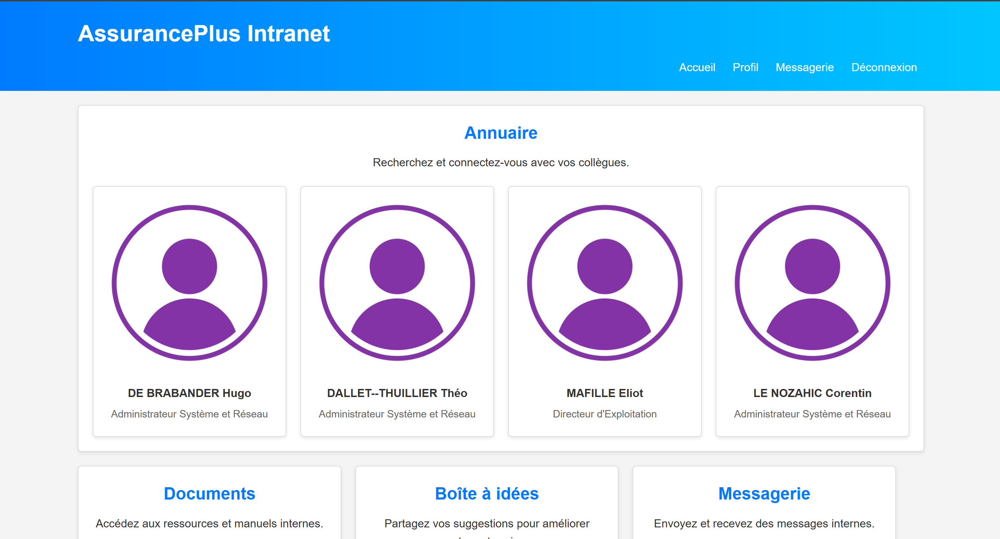 AssurancePlus Intranet
Accueil Profil Messagerie Déconnexion
Annuaire
Recherchez et connectez-vous avec vos collègues.
DE BRABANDER Hugo
Administrateur Système et Réseau
DALLET--THUILLIER Théo
Administrateur Système et Réseau
MAFILLE Eliot
Directeur d'Exploitation
LE NOZAHIC Corentin
Administrateur Système et Réseau
Documents
Accédez aux ressources et manuels internes.
Boîte à idées
Partagez vos suggestions pour améliorer
Messagerie
Envoyez et recevez des messages internes.